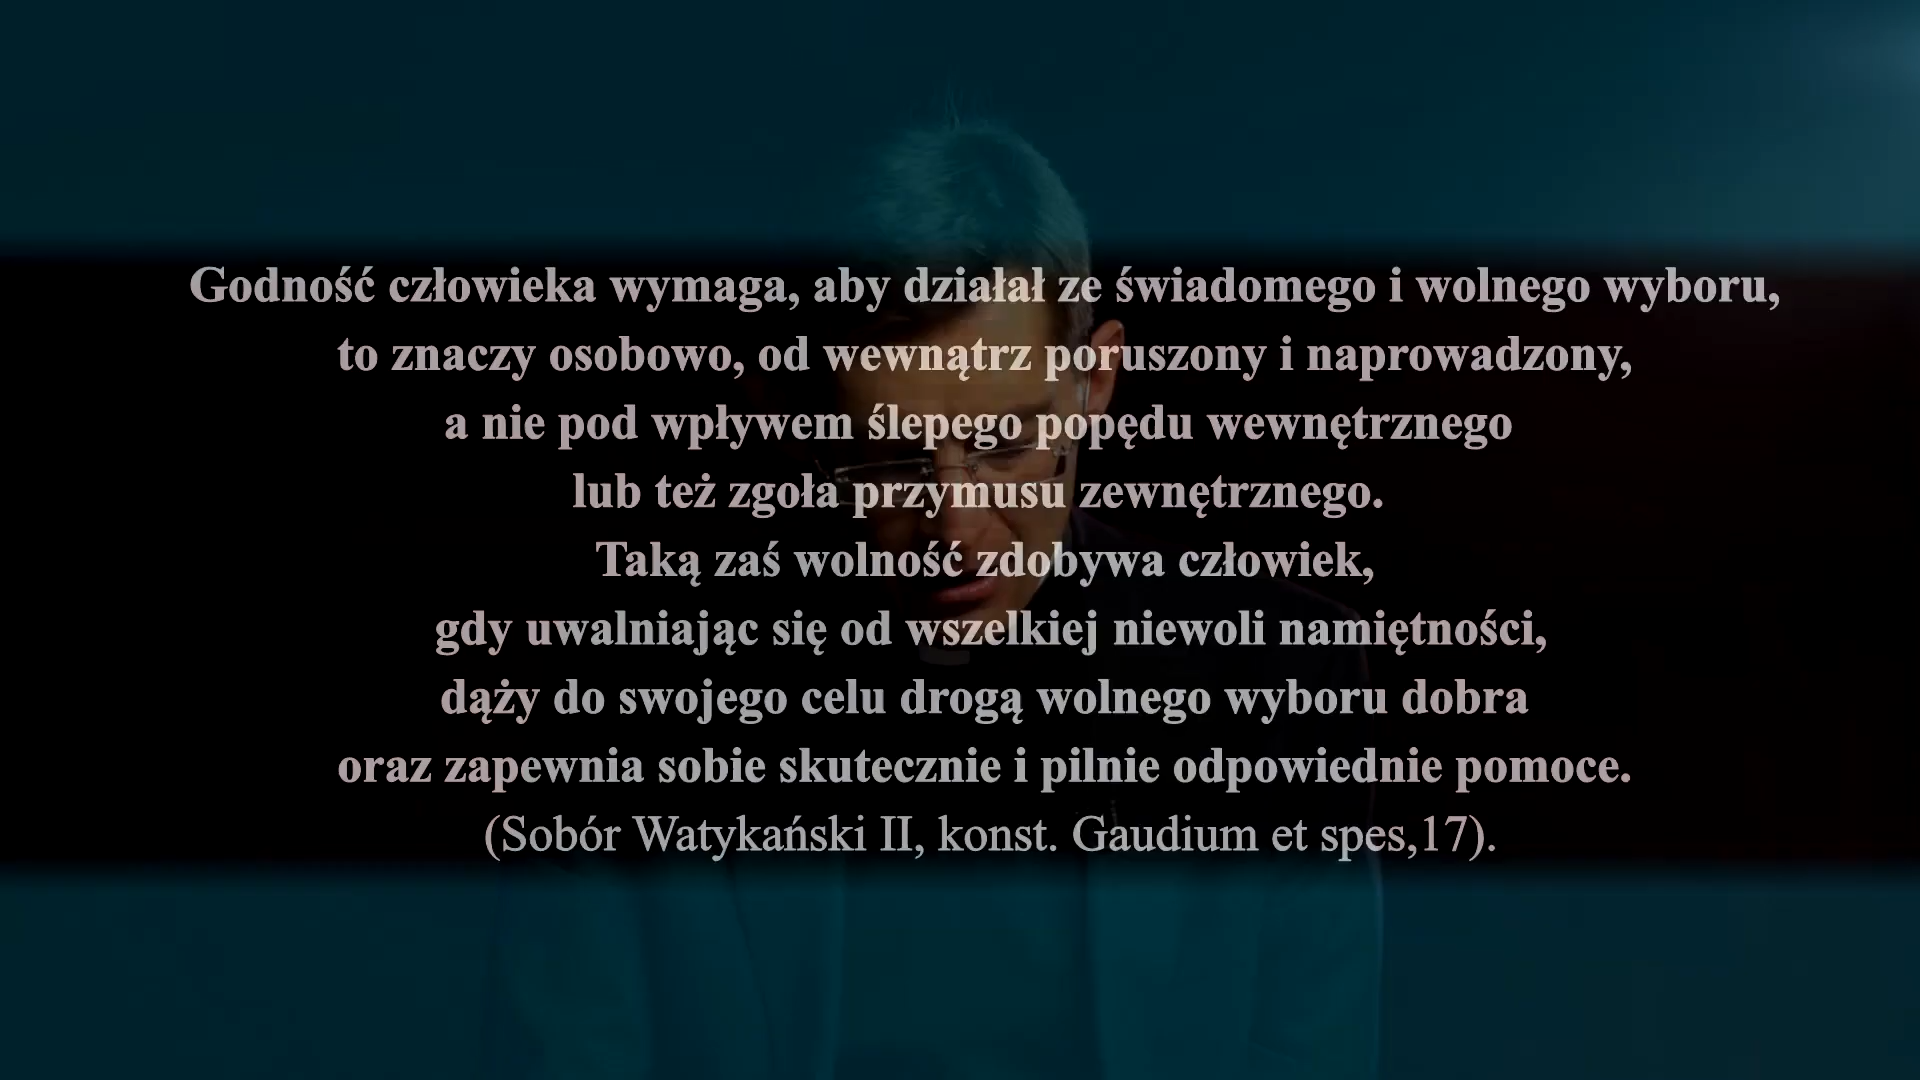 Godność człowieka wymaga, aby działał ze świadomego i wolnego wyboru,
to znaczy osobowo, od wewnątrz poruszony i naprowadzony,
a nie pod wpływem ślepego popędu wewnętrznego
lub też zgoła przymusu zewnętrznego.
Taką zaś wolność zdobywa człowiek,
gdy uwalniając się od wszelkiej niewoli namiętności,
dąży do swojego celu drogą wolnego wyboru dobra
oraz zapewnia sobie skutecznie i pilnie odpowiednie pomoce.
(Sobór Watykański II, konst. Gaudium et spes,17).